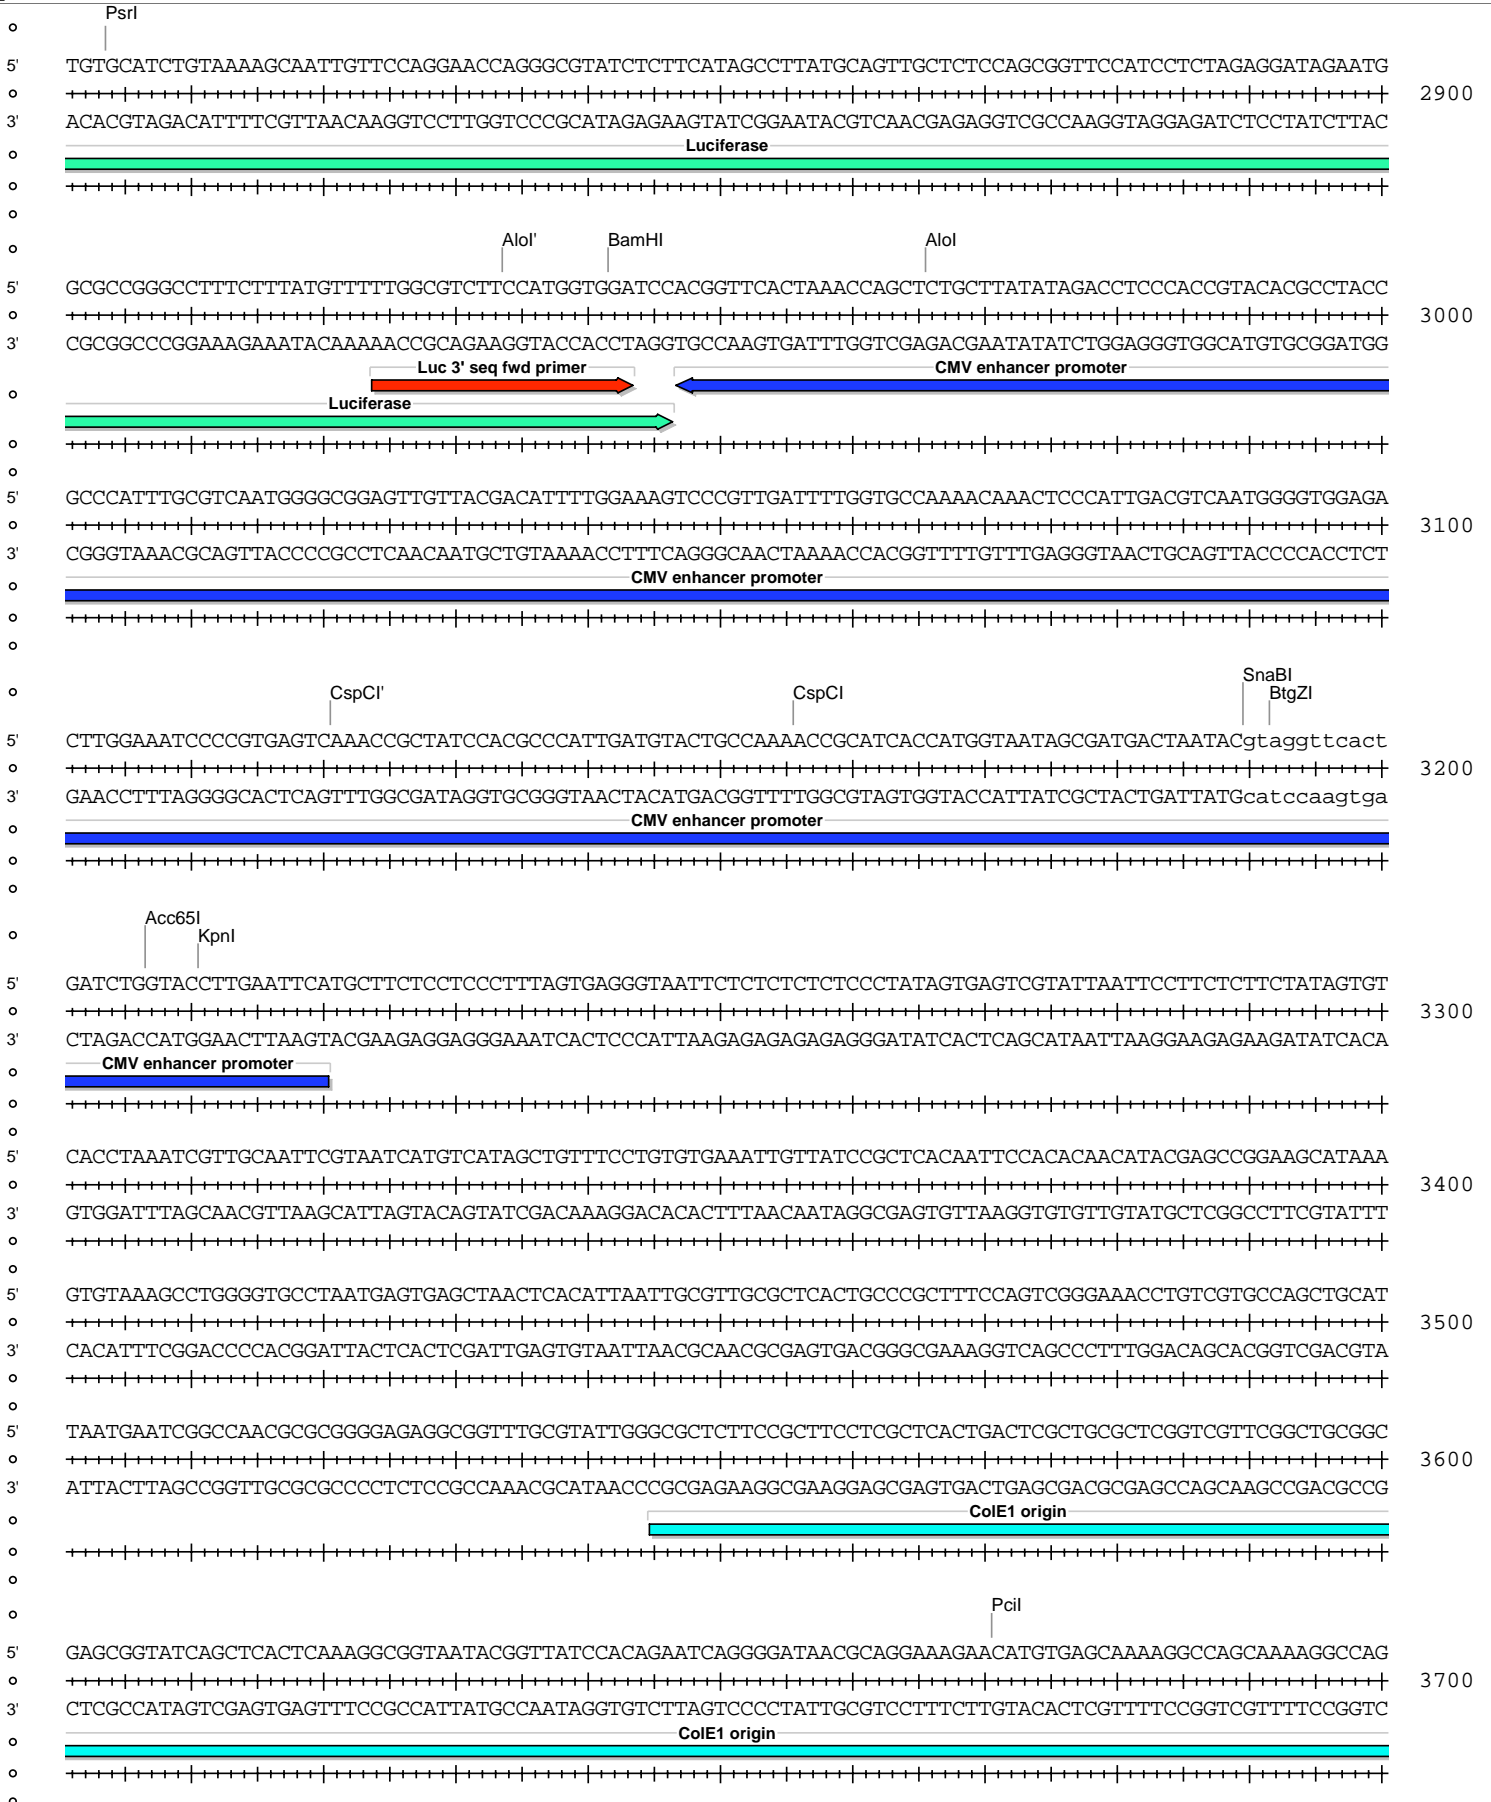 PsrI
5' TGTGCATCTGTAAAAGCAATTGTTCCAGGAACCAGGGCGTATCTCTTCATAGCCTTATGCAGTTGCTCTCCAGCGGTTCCATCCTCTAGAGGATAGAATG
2900
3' ACACGTAGACATTTTCGTTAACAAGGTCCTTGGTCCCGCATAGAGAAGTATCGGAATACGTCAACGAGAGGTCGCCAAGGTAGGAGATCTCCTATCTTAC
Luciferase
AloI' BamHI AloI
5' GCGCCGGGCCTTTCTTTATGTTTTTGGCGTCTTCCATGGTGGATCCACGGTTCACTAAACCAGCTCTGCTTATATAGACCTCCCACCGTACACGCCTACC
3000
3' CGCGGCCCGGAAAGAAATACAAAAACCGCAGAAGGTACCACCTAGGTGCCAAGTGATTTGGTCGAGACGAATATATCTGGAGGGTGGCATGTGCGGATGG
Luc 3' seq fwd primer CMV enhancer promoter
Luciferase
5' GCCCATTTGCGTCAATGGGGCGGAGTTGTTACGACATTTTGGAAAGTCCCGTTGATTTTGGTGCCAAAACAAACTCCCATTGACGTCAATGGGGTGGAGA
3100
3' CGGGTAAACGCAGTTACCCCGCCTCAACAATGCTGTAAAACCTTTCAGGGCAACTAAAACCACGGTTTTGTTTGAGGGTAACTGCAGTTACCCCACCTCT
CMV enhancer promoter
CspCI' CspCI SnaBI
BtgZI
5' CTTGGAAATCCCCGTGAGTCAAACCGCTATCCACGCCCATTGATGTACTGCCAAAACCGCATCACCATGGTAATAGCGATGACTAATACgtaggttcact
3200
3' GAACCTTTAGGGGCACTCAGTTTGGCGATAGGTGCGGGTAACTACATGACGGTTTTGGCGTAGTGGTACCATTATCGCTACTGATTATGcatccaagtga
CMV enhancer promoter
Acc65I
KpnI
5' GATCTGGTACCTTGAATTCATGCTTCTCCTCCCTTTAGTGAGGGTAATTCTCTCTCTCTCCCTATAGTGAGTCGTATTAATTCCTTCTCTTCTATAGTGT
3300
3' CTAGACCATGGAACTTAAGTACGAAGAGGAGGGAAATCACTCCCATTAAGAGAGAGAGAGGGATATCACTCAGCATAATTAAGGAAGAGAAGATATCACA
CMV enhancer promoter
5' CACCTAAATCGTTGCAATTCGTAATCATGTCATAGCTGTTTCCTGTGTGAAATTGTTATCCGCTCACAATTCCACACAACATACGAGCCGGAAGCATAAA
3400
3' GTGGATTTAGCAACGTTAAGCATTAGTACAGTATCGACAAAGGACACACTTTAACAATAGGCGAGTGTTAAGGTGTGTTGTATGCTCGGCCTTCGTATTT
5' GTGTAAAGCCTGGGGTGCCTAATGAGTGAGCTAACTCACATTAATTGCGTTGCGCTCACTGCCCGCTTTCCAGTCGGGAAACCTGTCGTGCCAGCTGCAT
3500
3' CACATTTCGGACCCCACGGATTACTCACTCGATTGAGTGTAATTAACGCAACGCGAGTGACGGGCGAAAGGTCAGCCCTTTGGACAGCACGGTCGACGTA
5' TAATGAATCGGCCAACGCGCGGGGAGAGGCGGTTTGCGTATTGGGCGCTCTTCCGCTTCCTCGCTCACTGACTCGCTGCGCTCGGTCGTTCGGCTGCGGC
3600
3' ATTACTTAGCCGGTTGCGCGCCCCTCTCCGCCAAACGCATAACCCGCGAGAAGGCGAAGGAGCGAGTGACTGAGCGACGCGAGCCAGCAAGCCGACGCCG
ColE1 origin
PciI
5' GAGCGGTATCAGCTCACTCAAAGGCGGTAATACGGTTATCCACAGAATCAGGGGATAACGCAGGAAAGAACATGTGAGCAAAAGGCCAGCAAAAGGCCAG
3700
3' CTCGCCATAGTCGAGTGAGTTTCCGCCATTATGCCAATAGGTGTCTTAGTCCCCTATTGCGTCCTTTCTTGTACACTCGTTTTCCGGTCGTTTTCCGGTC
ColE1 origin